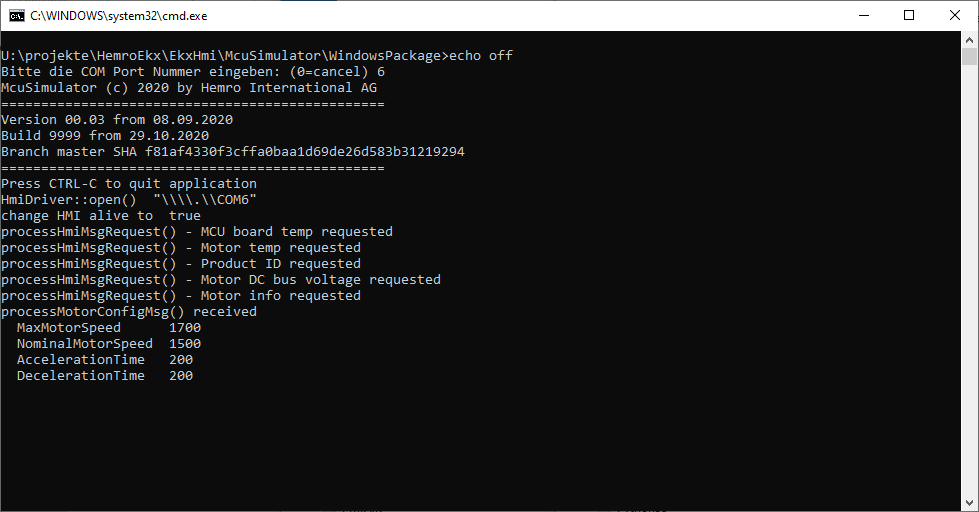 C:\WINDOWS\system32\cmd.exe
U:\projekte\HemroEkx\EkxHmi\McuSimulator\WindowsPackage>echo off
Bitte die COM Port Nummer eingeben: (0=cancel) 6
McuSimulator (c) 2020 by Hemro International AG
================================================
Version 00.03 from 08.09.2020
Build 9999 from 29.10.2020
Branch master SHA f81af4330f3cffa0baa1d69de26d583b31219294
================================================
Press CTRL-C to quit application
HmiDriver::open()  "\\\\.\\COM6"
change HMI alive to  true
processHmiMsgRequest() - MCU board temp requested
processHmiMsgRequest() - Motor temp requested
processHmiMsgRequest() - Product ID requested
processHmiMsgRequest() - Motor DC bus voltage requested
processHmiMsgRequest() - Motor info requested
processMotorConfigMsg() received
  MaxMotorSpeed      1700
  NominalMotorSpeed  1500
  AccelerationTime   200
  DecelerationTime   200